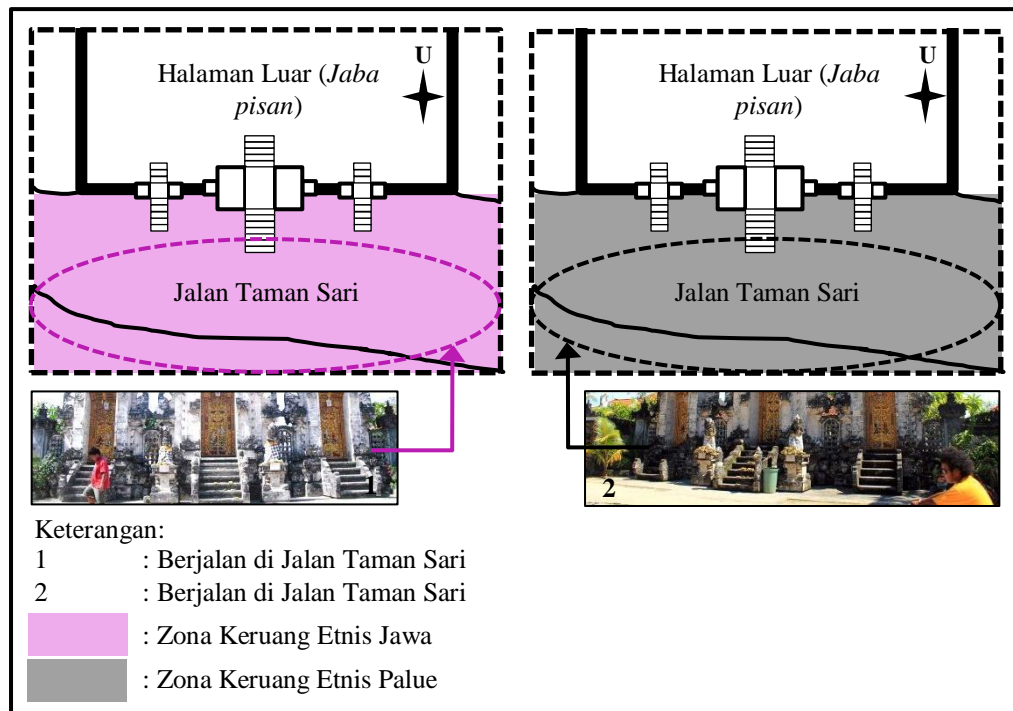 U
Halaman Luar (Jaba
pisan)
Jalan Taman Sari
1
U
Halaman Luar (Jaba
pisan)
Jalan Taman Sari
2
Keterangan:
1 : Berjalan di Jalan Taman Sari
2 : Berjalan di Jalan Taman Sari
: Zona Keruang Etnis Jawa
: Zona Keruang Etnis Palue